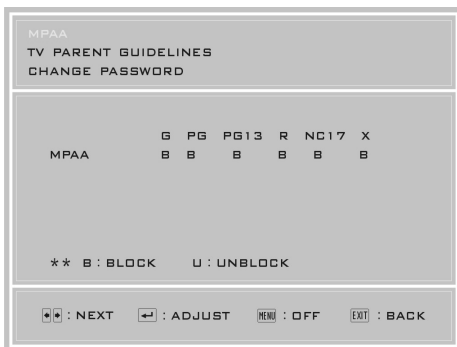 MPAA
TV PARENT GUIDELINES
CHANGE PASSWORD
G PG PG13 R NC17 X
MPAA B B B B B B
** B : BLOCK U : UNBLOCK
: NEXT : ADJUST MENU : OFF EXIT : BACK